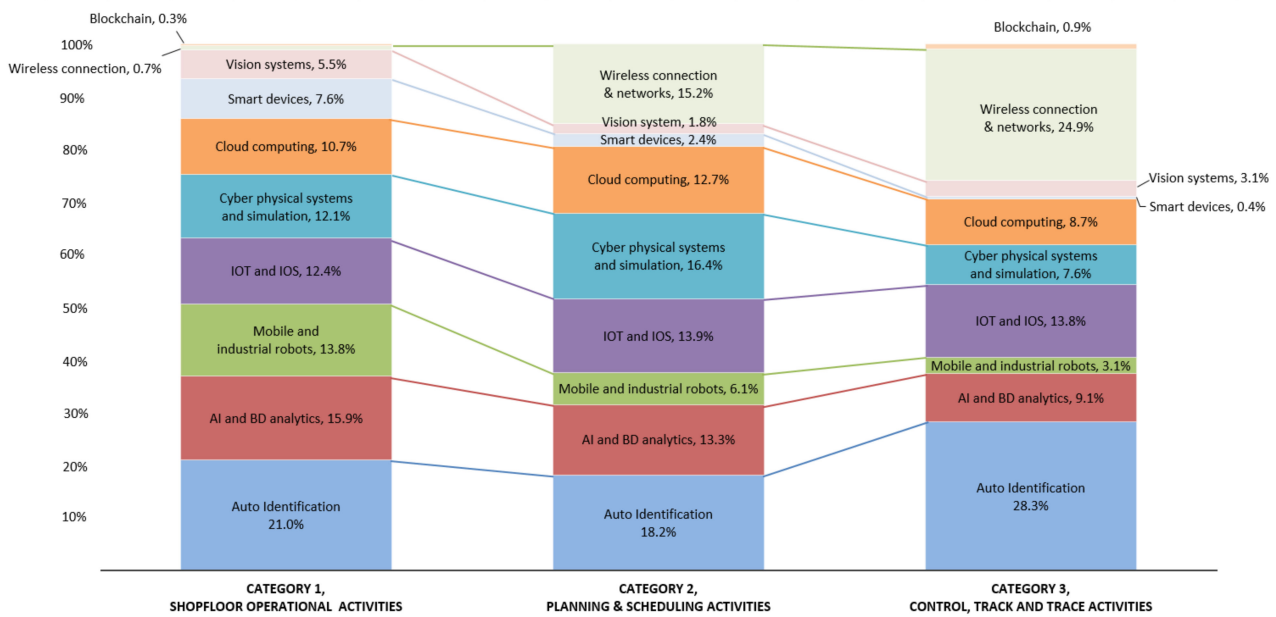 Blockchain, 0.3%
100%
Wireless connection, 0.7%
90%
80%
70%
60%
50%
40%
30%
20%
10%
Vision systems, 5.5%
Smart devices, 7.6%
Cloud computing, 10.7%
Cyber physical systems
and simulation, 12.1%
IOT and IOS, 12.4%
Mobile and
industrial robots, 13.8%
AI and BD analytics, 15.9%
Auto Identification
21.0%
CATEGORY 1,
SHOPFLOOR OPERATIONAL ACTIVITIES
Wireless connection
& networks, 15.2%
Vision system, 1.8%
Smart devices, 2.4%
Cloud computing, 12.7%
Cyber physical systems
and simulation, 16.4%
IOT and IOS, 13.9%
Mobile and industrial robots, 6.1%
AI and BD analytics, 13.3%
Auto Identification
18.2%
CATEGORY 2,
PLANNING & SCHEDULING ACTIVITIES
Blockchain, 0.9%
Wireless connection
& networks, 24.9%
Vision systems, 3.1%
Smart devices, 0.4%
Cloud computing, 8.7%
Cyber physical systems
and simulation, 7.6%
IOT and IOS, 13.8%
Mobile and industrial robots, 3.1%
AI and BD analytics, 9.1%
Auto Identification
28.3%
CATEGORY 3,
CONTROL, TRACK AND TRACE ACTIVITIES